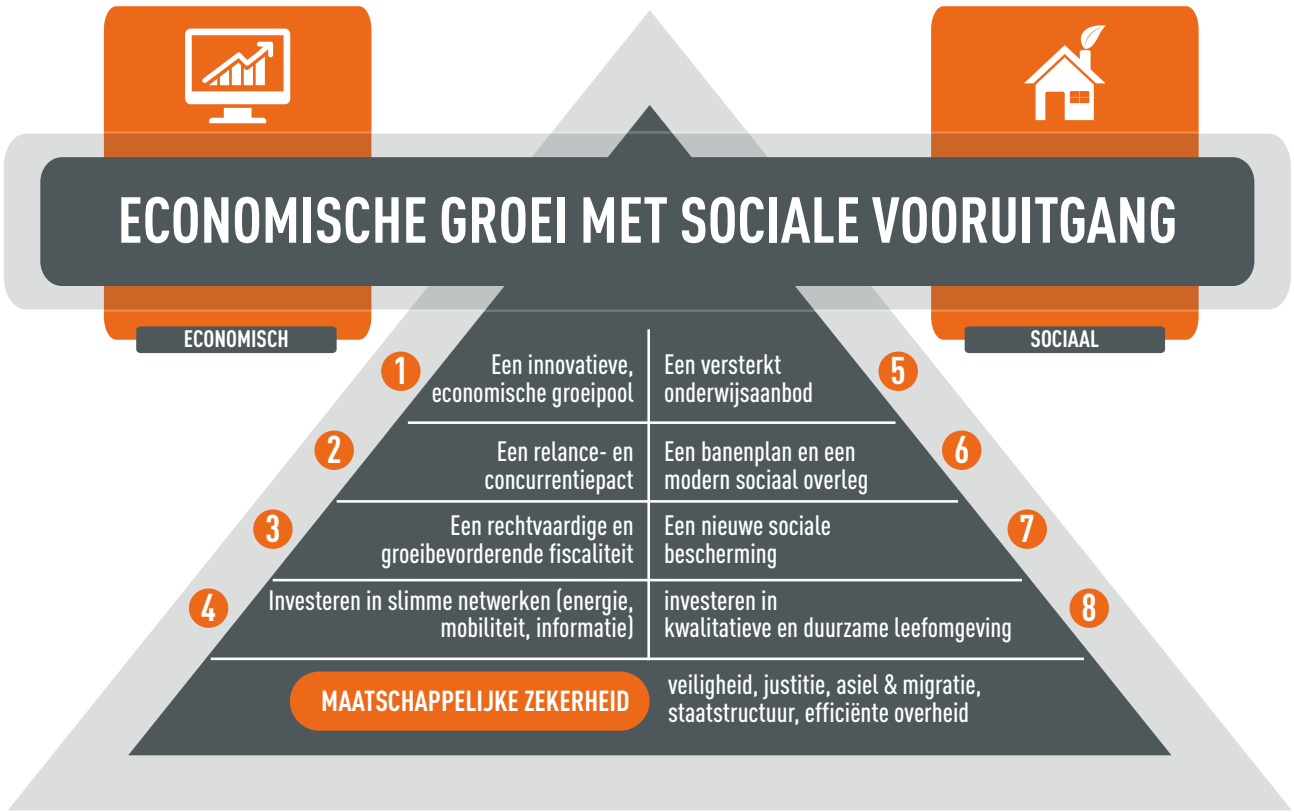 ECONOMISCHE GROEI MET SOCIALE VOORUITGANG
ECONOMISCH
SOCIAAL
1
Een innovatieve,
economische groeipool
2
Een relance- en
concurrentiepact
3
Een rechtvaardige en
groeibevorderende fiscaliteit
4
Investeren in slimme netwerken (energie,
mobiliteit, informatie)
Een versterkt
onderwijsaanbod
5
Een banenplan en een
modern sociaal overleg
6
Een nieuwe sociale
bescherming
7
investeren in
kwalitatieve en duurzame leefomgeving
8
MAATSCHAPPELIJKE ZEKERHEID
veiligheid, justitie, asiel & migratie,
staatstructuur, efficiënte overheid